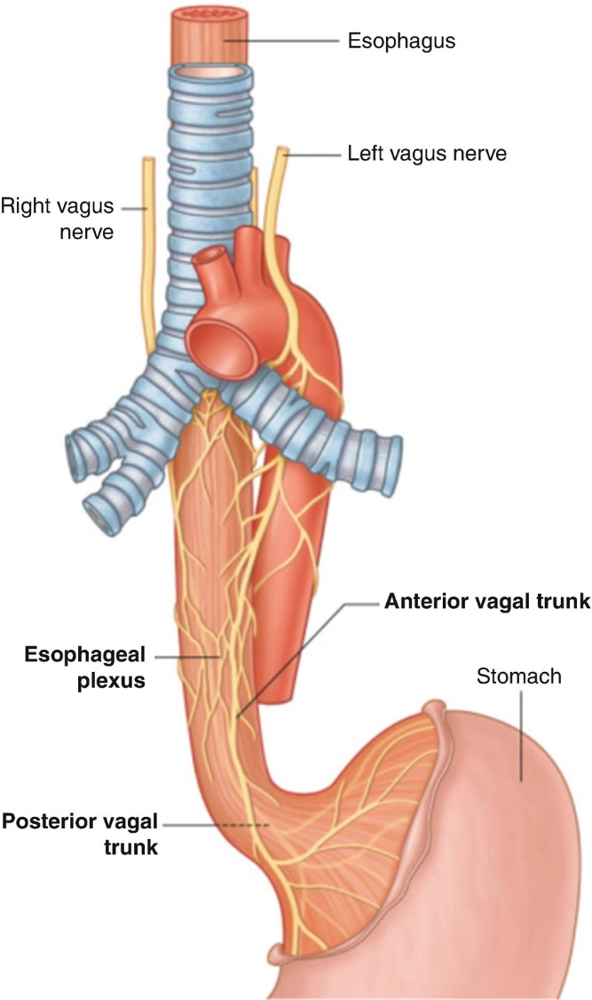 Esophagus
Left vagus nerve
Right vagus
nerve
Anterior vagal trunk
Esophageal
plexus
Stomach
Posterior vagal
trunk